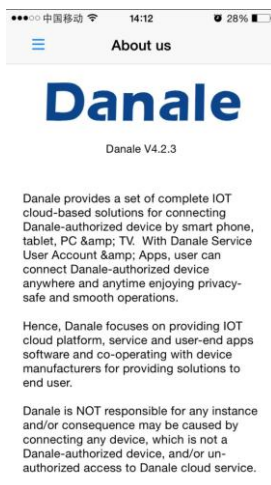 中国移动 14:12 28%
About us
Danale
Danale V4.2.3
Danale provides a set of complete IOT
cloud-based solutions for connecting
Danale-authorized device by smart phone,
tablet, PC &amp; TV. With Danale Service
User Account &amp; Apps, user can
connect Danale-authorized device
anywhere and anytime enjoying privacy-
safe and smooth operations.
Hence, Danale focuses on providing IOT
cloud platform, service and user-end apps
software and co-operating with device
manufacturers for providing solutions to
end user.
Danale is NOT responsible for any instance
and/or consequence may be caused by
connecting any device, which is not a
Danale-authorized device, and/or un-
authorized access to Danale cloud service.